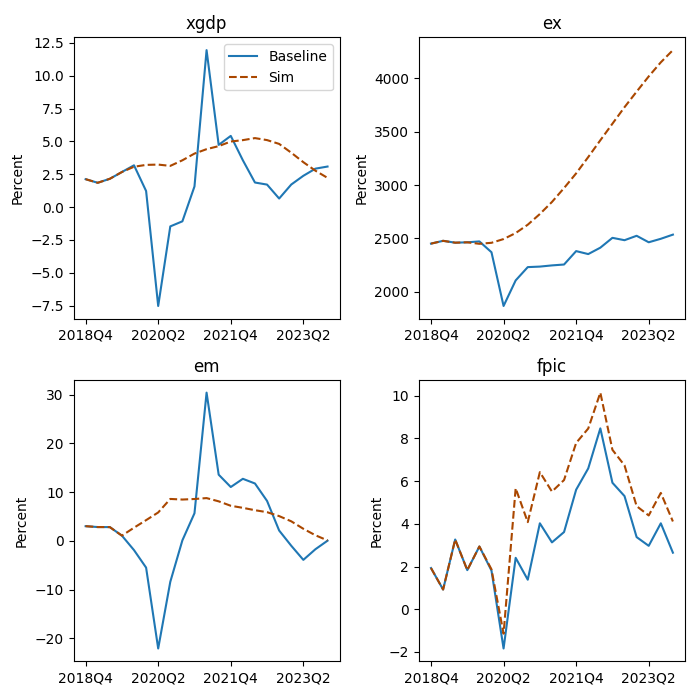 xgdp
12.5
10.0
7.5
5.0
2.5
0.0
−2.5
−5.0
−7.5
Percent
Baseline
Sim
2018Q4 2020Q2 2021Q4 2023Q2
ex
4000
3500
3000
2500
2000
Percent
2018Q4 2020Q2 2021Q4 2023Q2
em
30
20
10
0
−10
−20
Percent
2018Q4 2020Q2 2021Q4 2023Q2
fpic
10
8
6
4
2
0
−2
Percent
2018Q4 2020Q2 2021Q4 2023Q2